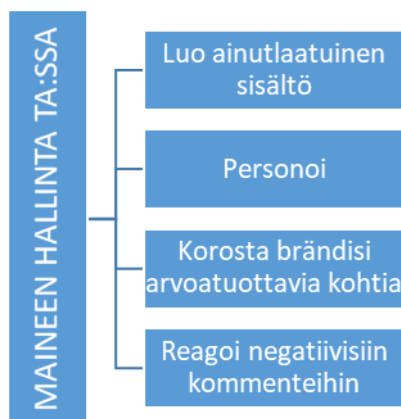 MAINEEN HALLINTA TA:SSA
Luo ainutlaatuinen
sisältö
Personoi
Korosta brändisi
arvoatuottavia kohtia
Reagoi negatiivisiin
kommenteihin